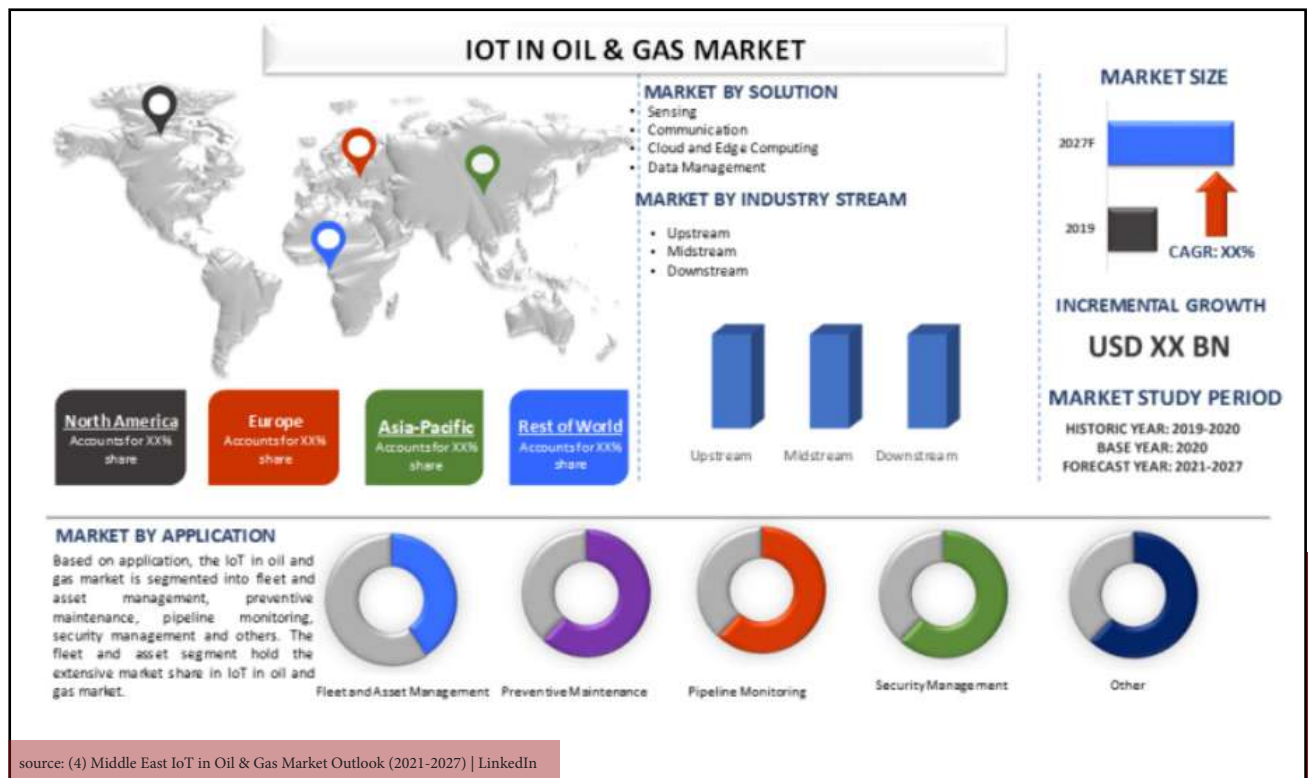 IOT IN OIL & GAS MARKET
MARKET BY SOLUTION
• Sensing
• Communication
• Cloud and Edge Computing
• Data Management
MARKET BY INDUSTRY STREAM
• Upstream
• Midstream
• Downstream
Upstream Midstream Downstream
North America
Accounts for XX%
share
Europe
Accounts for XX%
share
Asia-Pacific
Accounts for XX%
share
Rest of World
Accounts for XX%
share
MARKET SIZE
2027F
2019
CAGR: XX%
INCREMENTAL GROWTH
USD XX BN
MARKET STUDY PERIOD
HISTORIC YEAR: 2019-2020
BASE YEAR: 2020
FORECAST YEAR: 2021-2027
MARKET BY APPLICATION
Based on application, the IoT in oil and
gas market is segmented into fleet and
asset management, preventive
maintenance, pipeline monitoring,
security management and others. The
fleet and asset segment hold the
extensive market share in IoT in oil and
gas market.
Fleet and Asset Management
Preventive Maintenance
Pipeline Monitoring
Security Management
Other
source: (4) Middle East IoT in Oil & Gas Market Outlook (2021-2027) | LinkedIn